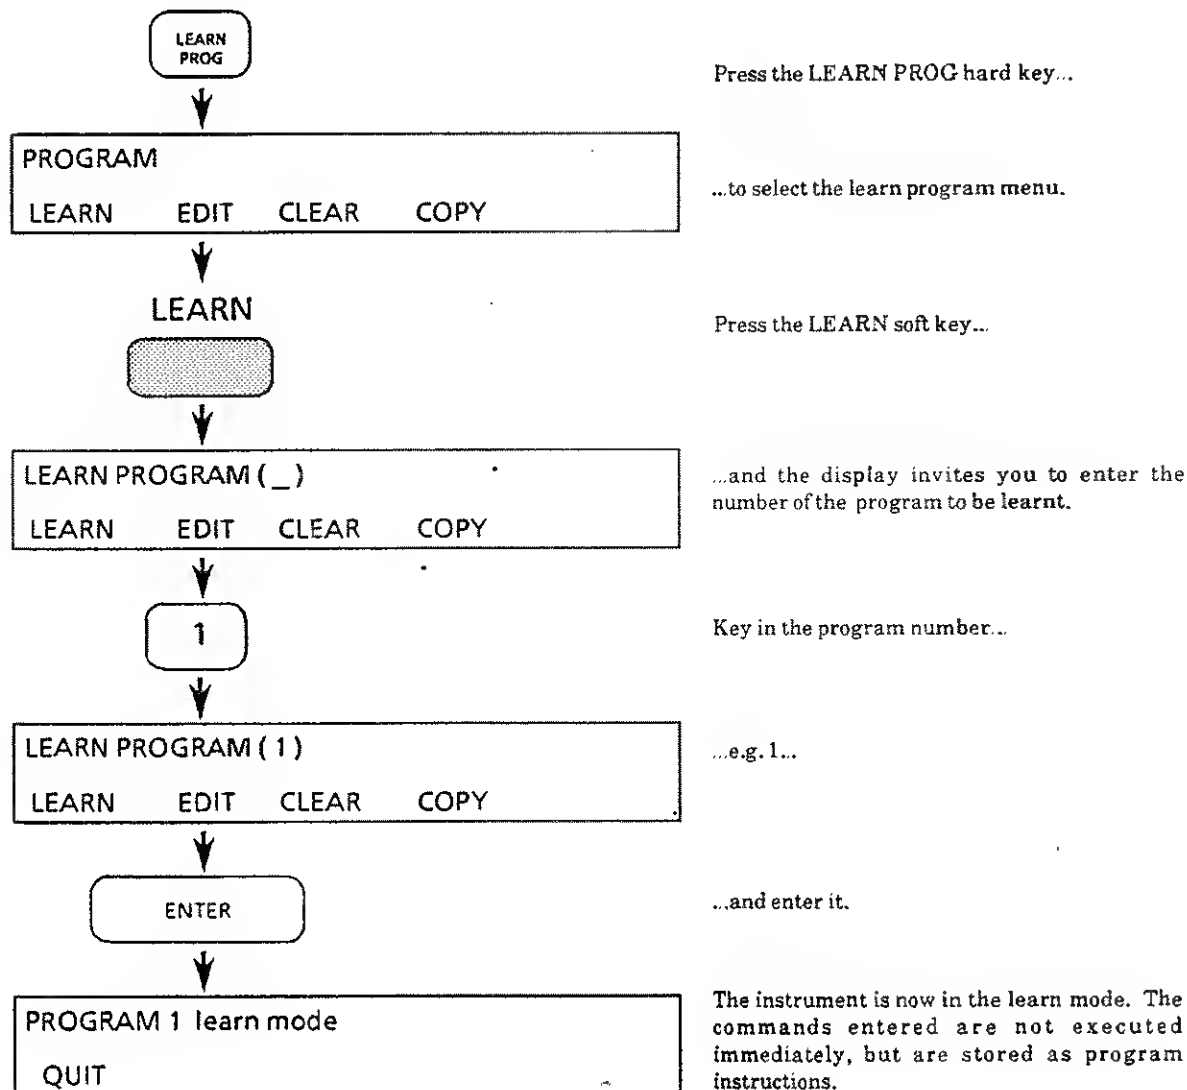 LEARN
PROG
Press the LEARN PROG hard key...
PROGRAM
LEARN EDIT CLEAR COPY
...to select the learn program menu.
LEARN
Press the LEARN soft key...
LEARN PROGRAM ( _ )
LEARN EDIT CLEAR COPY
...and the display invites you to enter the
number of the program to be learnt.
1
Key in the program number...
LEARN PROGRAM ( 1 )
LEARN EDIT CLEAR COPY
...e.g. 1...
ENTER
...and enter it.
PROGRAM 1 learn mode
QUIT
The instrument is now in the learn mode. The
commands entered are not executed
immediately, but are stored as program
instructions.